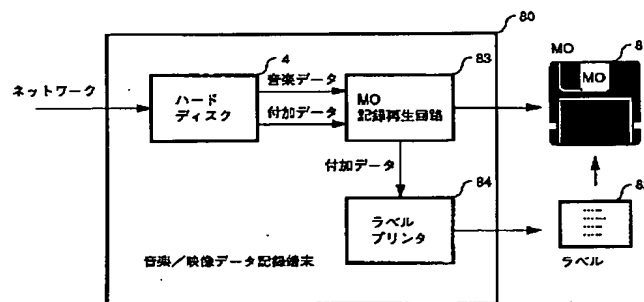 80
MO
8
4
83
ネットワーク
ハード
ディスク
音楽データ
付加データ
MO
記録再生回路
MO
付加データ
84
ラベル
プリンタ
8
ラベル
音楽/映像データ記録端末